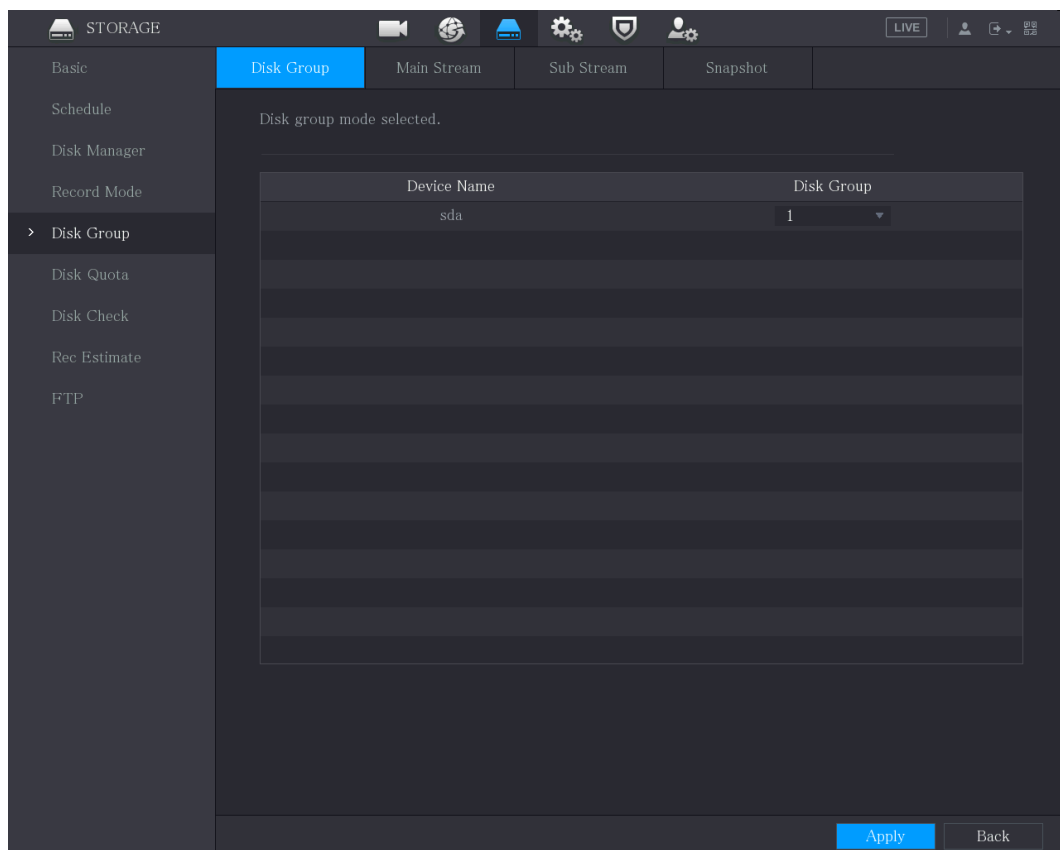 STORAGE LIVE
Basic
Schedule
Disk Manager
Record Mode
Disk Group
Disk Quota
Disk Check
Rec Estimate
FTP
Disk Group Main Stream Sub Stream Snapshot
Disk group mode selected.
Device Name Disk Group
sda 1
Apply Back